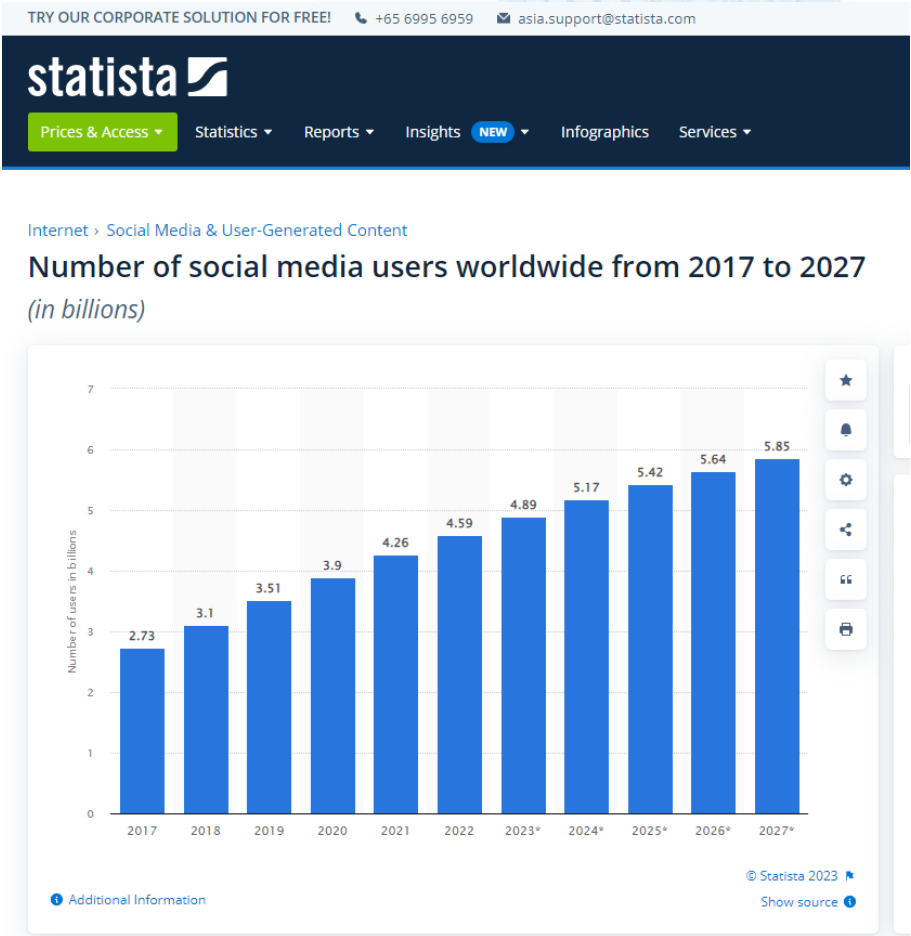 TRY OUR CORPORATE SOLUTION FOR FREE! +65 6995 6959 asia.support@statista.com
statista
Prices & Access Statistics Reports Insights NEW Infographics Services
Internet › Social Media & User-Generated Content
Number of social media users worldwide from 2017 to 2027
(in billions)
Number of users in billions
7
6
5
4
3
2
1
0
2.73
3.1
3.51
3.9
4.26
4.59
4.89
5.17
5.42
5.64
5.85
2017 2018 2019 2020 2021 2022 2023* 2024* 2025* 2026* 2027*
© Statista 2023
Additional Information
Show source